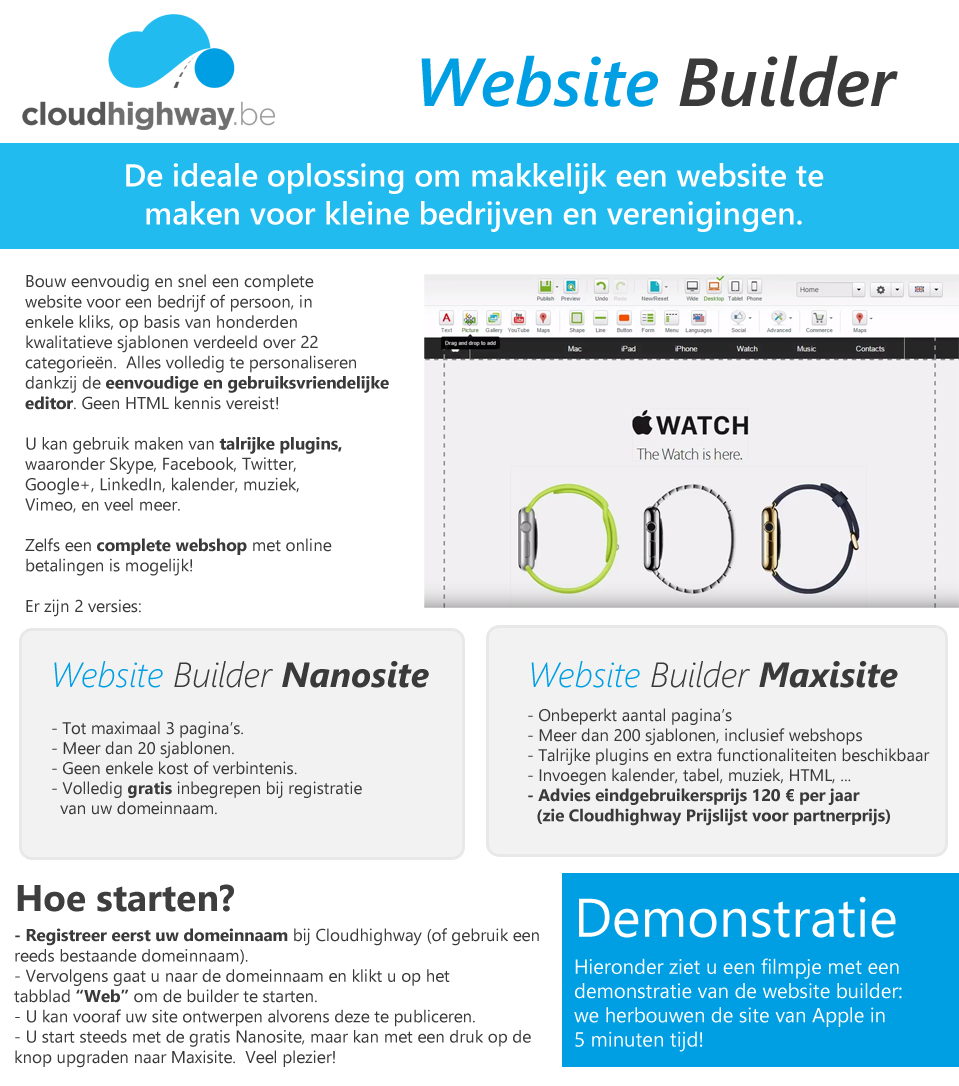 cloudhighway.be
Website Builder
De ideale oplossing om makkelijk een website te
maken voor kleine bedrijven en verenigingen.
Bouw eenvoudig en snel een complete
website voor een bedrijf of persoon, in
enkele kliks, op basis van honderden
kwalitatieve sjablonen verdeeld over 22
categorieën.  Alles volledig te personaliseren
dankzij de eenvoudige en gebruiksvriendelijke
editor. Geen HTML kennis vereist!
U kan gebruik maken van talrijke plugins,
waaronder Skype, Facebook, Twitter,
Google+, LinkedIn, kalender, muziek,
Vimeo, en veel meer.
Zelfs een complete webshop met online
betalingen is mogelijk!
Er zijn 2 versies:
Publish Preview Undo Redo New/Reset Wide Desktop Tablet Phone Home
Text Picture Gallery YouTube Maps Shape Line Button Form Menu Languages Social Advanced Commerce Maps
Drag and drop to add
Mac iPad iPhone Watch Music Contacts
WATCH
The Watch is here.
Website Builder Nanosite
- Tot maximaal 3 pagina's.
- Meer dan 20 sjablonen.
- Geen enkele kost of verbintenis.
- Volledig gratis inbegrepen bij registratie
van uw domeinnaam.
Website Builder Maxisite
- Onbeperkt aantal pagina's
- Meer dan 200 sjablonen, inclusief webshops
- Talrijke plugins en extra functionaliteiten beschikbaar
- Invoegen kalender, tabel, muziek, HTML, ...
- Advies eindgebruikersprijs 120 € per jaar
(zie Cloudhighway Prijslijst voor partnerprijs)
Hoe starten?
- Registreer eerst uw domeinnaam bij Cloudhighway (of gebruik een
reeds bestaande domeinnaam).
- Vervolgens gaat u naar de domeinnaam en klikt u op het
tabblad “Web” om de builder te starten.
- U kan vooraf uw site ontwerpen alvorens deze te publiceren.
- U start steeds met de gratis Nanosite, maar kan met een druk op de
knop upgraden naar Maxisite.  Veel plezier!
Demonstratie
Hieronder ziet u een filmpje met een
demonstratie van de website builder:
we herbouwen de site van Apple in
5 minuten tijd!